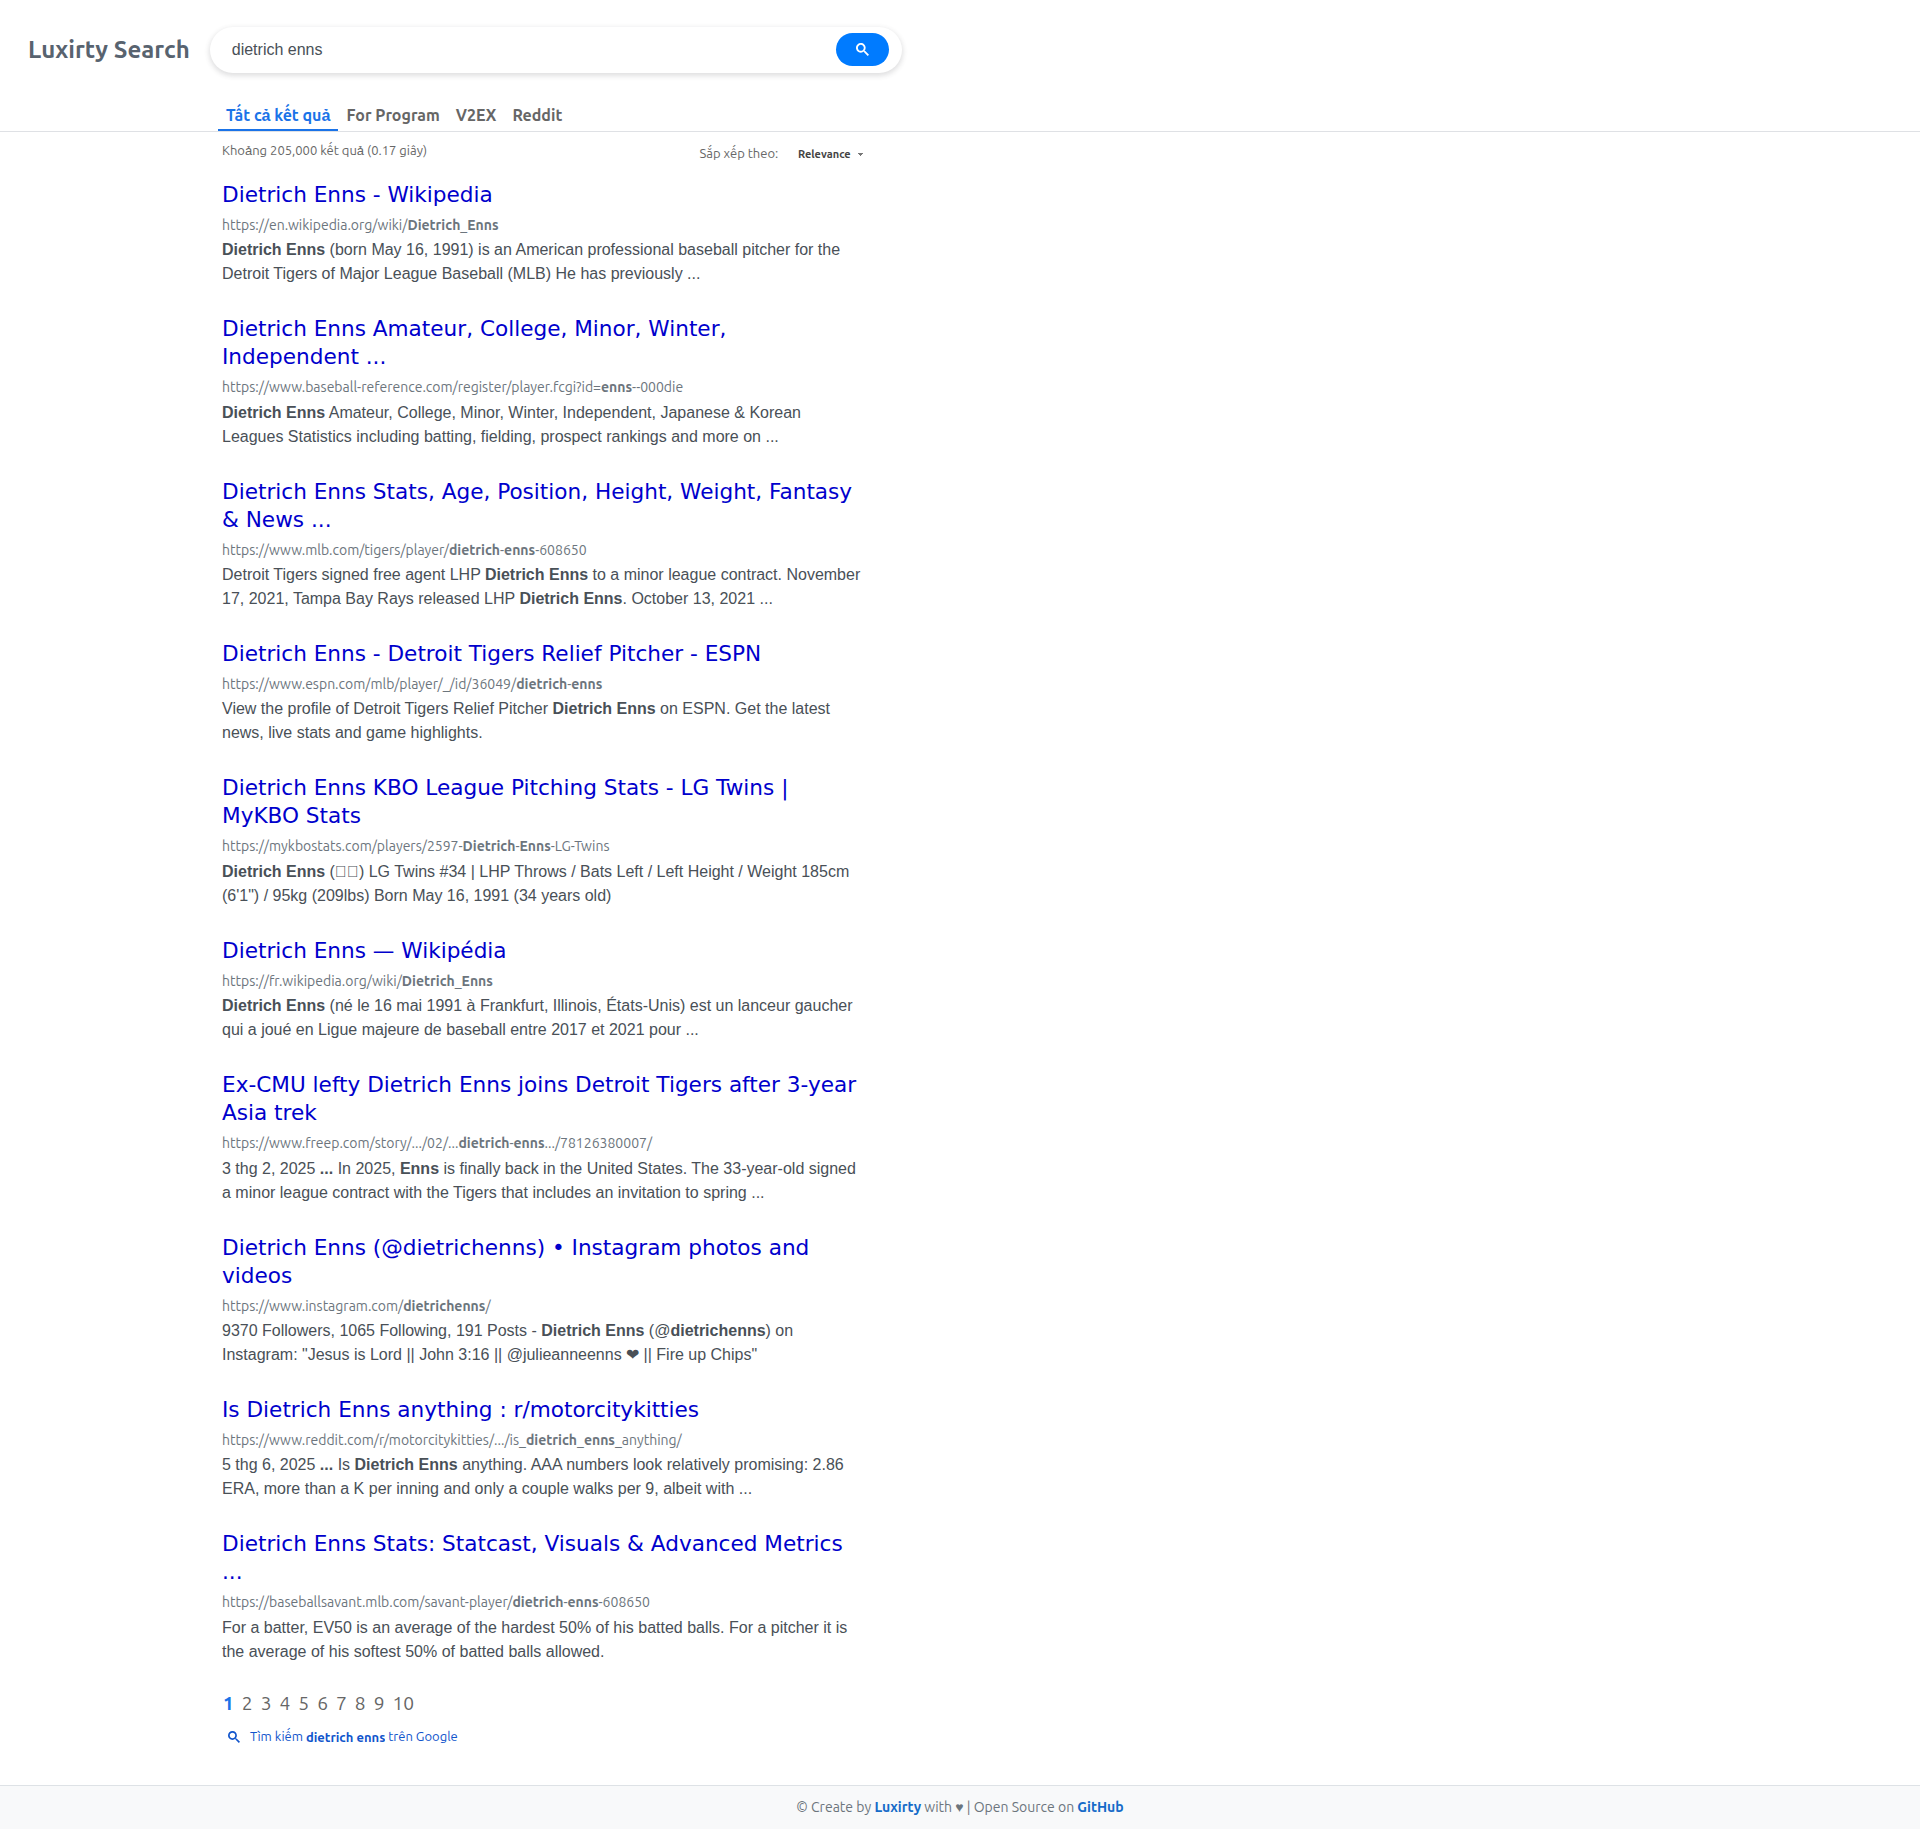 Luxirty Search
dietrich enns
Tất cả kết quả For Program V2EX Reddit
Khoảng 205,000 kết quả (0.17 giây)
Sắp xếp theo: Relevance
Dietrich Enns - Wikipedia
https://en.wikipedia.org/wiki/Dietrich_Enns
Dietrich Enns (born May 16, 1991) is an American professional baseball pitcher for the
Detroit Tigers of Major League Baseball (MLB) He has previously ...
Dietrich Enns Amateur, College, Minor, Winter,
Independent ...
https://www.baseball-reference.com/register/player.fcgi?id=enns--000die
Dietrich Enns Amateur, College, Minor, Winter, Independent, Japanese & Korean
Leagues Statistics including batting, fielding, prospect rankings and more on ...
Dietrich Enns Stats, Age, Position, Height, Weight, Fantasy
& News ...
https://www.mlb.com/tigers/player/dietrich-enns-608650
Detroit Tigers signed free agent LHP Dietrich Enns to a minor league contract. November
17, 2021, Tampa Bay Rays released LHP Dietrich Enns. October 13, 2021 ...
Dietrich Enns - Detroit Tigers Relief Pitcher - ESPN
https://www.espn.com/mlb/player/_/id/36049/dietrich-enns
View the profile of Detroit Tigers Relief Pitcher Dietrich Enns on ESPN. Get the latest
news, live stats and game highlights.
Dietrich Enns KBO League Pitching Stats - LG Twins |
MyKBO Stats
https://mykbostats.com/players/2597-Dietrich-Enns-LG-Twins
Dietrich Enns (□□) LG Twins #34 | LHP Throws / Bats Left / Left Height / Weight 185cm
(6'1") / 95kg (209lbs) Born May 16, 1991 (34 years old)
Dietrich Enns — Wikipédia
https://fr.wikipedia.org/wiki/Dietrich_Enns
Dietrich Enns (né le 16 mai 1991 à Frankfurt, Illinois, États-Unis) est un lanceur gaucher
qui a joué en Ligue majeure de baseball entre 2017 et 2021 pour ...
Ex-CMU lefty Dietrich Enns joins Detroit Tigers after 3-year
Asia trek
https://www.freep.com/story/.../02/...dietrich-enns.../78126380007/
3 thg 2, 2025 ... In 2025, Enns is finally back in the United States. The 33-year-old signed
a minor league contract with the Tigers that includes an invitation to spring ...
Dietrich Enns (@dietrichenns) • Instagram photos and
videos
https://www.instagram.com/dietrichenns/
9370 Followers, 1065 Following, 191 Posts - Dietrich Enns (@dietrichenns) on
Instagram: "Jesus is Lord || John 3:16 || @julieanneenns ❤ || Fire up Chips"
Is Dietrich Enns anything : r/motorcitykitties
https://www.reddit.com/r/motorcitykitties/.../is_dietrich_enns_anything/
5 thg 6, 2025 ... Is Dietrich Enns anything. AAA numbers look relatively promising: 2.86
ERA, more than a K per inning and only a couple walks per 9, albeit with ...
Dietrich Enns Stats: Statcast, Visuals & Advanced Metrics
...
https://baseballsavant.mlb.com/savant-player/dietrich-enns-608650
For a batter, EV50 is an average of the hardest 50% of his batted balls. For a pitcher it is
the average of his softest 50% of batted balls allowed.
1 2 3 4 5 6 7 8 9 10
Tìm kiếm dietrich enns trên Google
© Create by Luxirty with ♥ | Open Source on GitHub